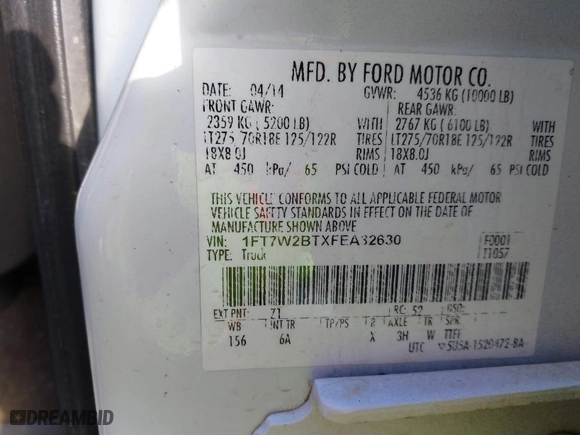 MFD. BY FORD MOTOR CO.
DATE: 04/14 GVWR: 4536 KG (10000 LB)
FRONT GAWR: REAR GAWR:
2359 KG ( 5200 LB) WITH 2767 KG ( 6100 LB) WITH
LT275/70R18E 125/122R TIRES LT275/70R18E 125/122R TIRES
18X8.0J RIMS 18X8.0J RIMS
AT 450 kPa/ 65 PSI COLD AT 450 kPa/ 65 PSI COLD
THIS VEHICLE CONFORMS TO ALL APPLICABLE FEDERAL MOTOR
VEHICLE SAFETY STANDARDS IN EFFECT ON THE DATE OF
MANUFACTURE SHOWN ABOVE.
VIN: 1FT7W2BTXFEA32630 F0001
TYPE: Truck T1057
EXT PNT: Z1 RC: 52 DSO:
WB INT TR TP/PS R AXLE TR SPR
156 6A X 3H W TTFF
UTC
DREAMBID